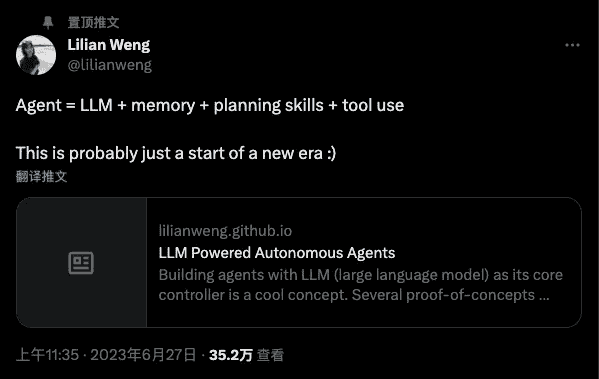 置顶推文
Lilian Weng
@lilianweng
Agent = LLM + memory + planning skills + tool use
This is probably just a start of a new era :)
翻译推文
lilianweng.github.io
LLM Powered Autonomous Agents
Building agents with LLM (large language model) as its core
controller is a cool concept. Several proof-of-concepts ...
上午11:35 · 2023年6月27日 · 35.2万 查看